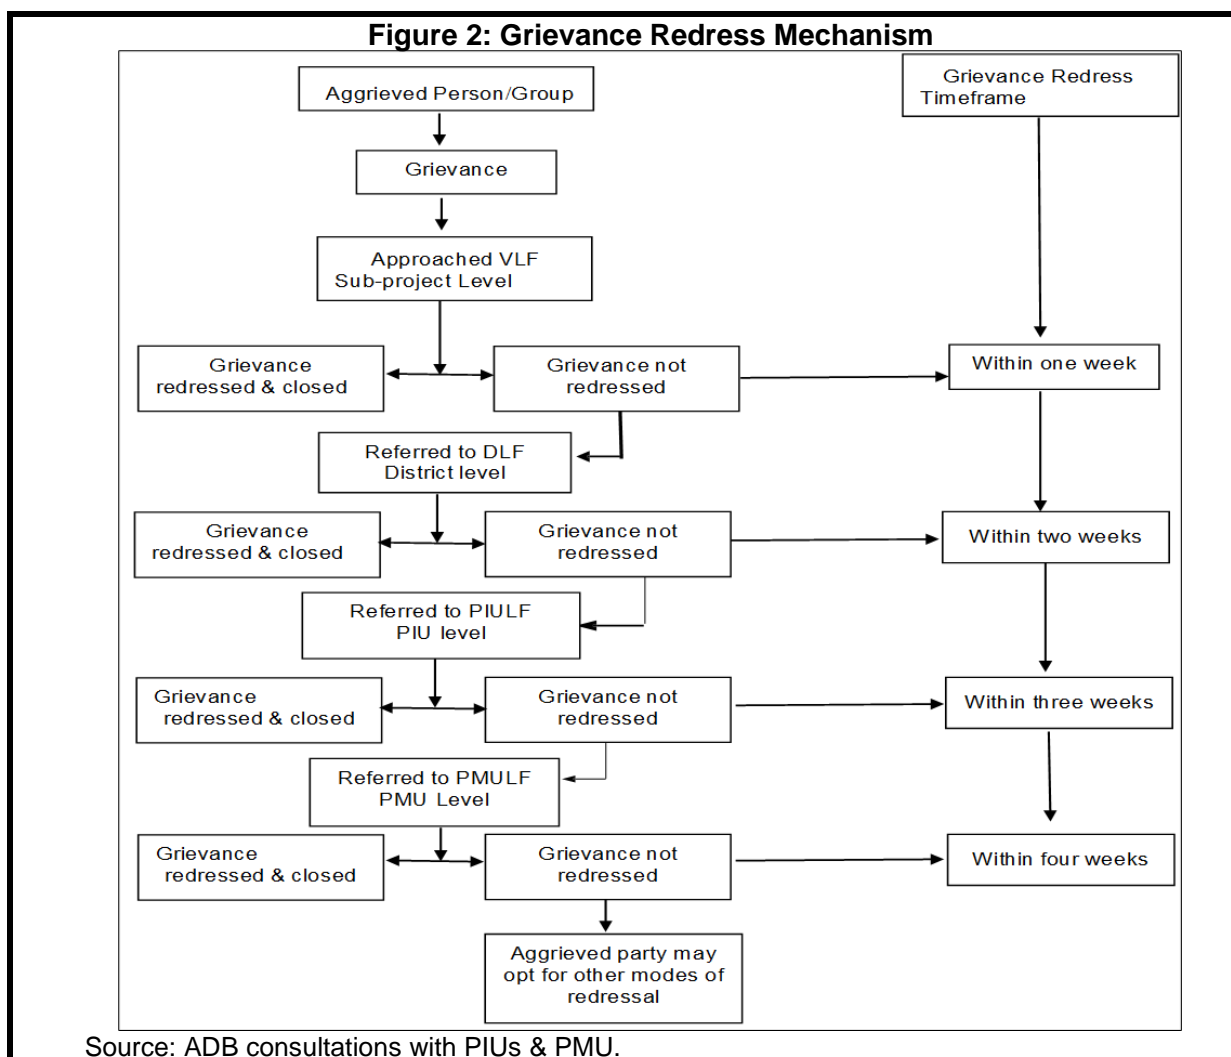 Figure 2: Grievance Redress Mechanism
Aggrieved Person/Group
Grievance Redress
Timeframe
Grievance
Approached VLF
Sub-project Level
Grievance
redressed & closed
Grievance not
redressed
Within one week
Referred to DLF
District level
Grievance
redressed & closed
Grievance not
redressed
Within two weeks
Referred to PIULF
PIU level
Grievance
redressed & closed
Grievance not
redressed
Within three weeks
Referred to PMULF
PMU Level
Grievance
redressed & closed
Grievance not
redressed
Within four weeks
Aggrieved party may
opt for other modes of
redressal
Source: ADB consultations with PIUs & PMU.